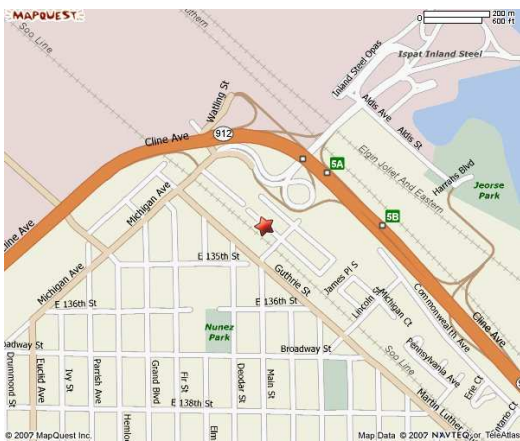 MAPQUEST
200 m
0
600 ft
Soo Line
Ispat Inland Steel
Inland Steel Opas
Watling St
Aldis Ave
Aldis St
912
Cline Ave
5A
Elgin Joliet And Eastern
Harrahs Blvd
Jeorse
Park
Michigan Ave
5B
Cline Ave
E 135th St
Guthrie St
James Pl S
Michigan Ave
Lincoln St
Michigan Ct
Commonwealth Ave
E 136th St
E 136th St
Cline Ave
Nunez
Park
Broadway St
Soo Line
Pennsylvania Ave
Drummond St
Euclid Ave
Ivy St
Parrish Ave
Grand Blvd
Fir St
Deodar St
Main St
Erie Ct
E 138th St
Martin Luther
Ontario Ct
Elm
© 2007 MapQuest Inc.
Map Data © 2007 NAVTEQ or TeleAtlas